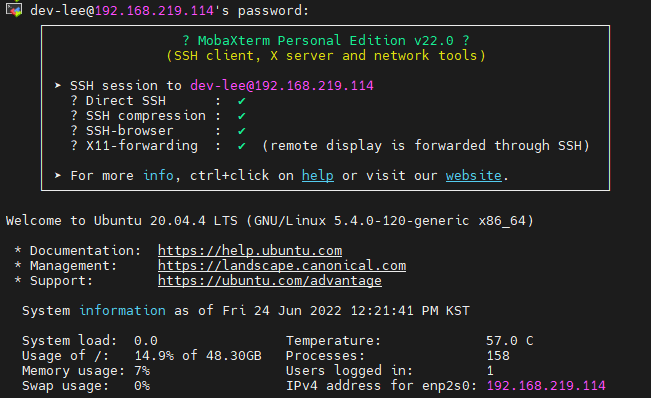 dev-lee@192.168.219.114's password:
? MobaXterm Personal Edition v22.0 ?
(SSH client, X server and network tools)
➤ SSH session to dev-lee@192.168.219.114
? Direct SSH : ✔
? SSH compression : ✔
? SSH-browser : ✔
? X11-forwarding : ✔ (remote display is forwarded through SSH)
➤ For more info, ctrl+click on help or visit our website.
Welcome to Ubuntu 20.04.4 LTS (GNU/Linux 5.4.0-120-generic x86_64)
* Documentation: https://help.ubuntu.com
* Management: https://landscape.canonical.com
* Support: https://ubuntu.com/advantage
System information as of Fri 24 Jun 2022 12:21:41 PM KST
System load: 0.0 Temperature: 57.0 C
Usage of /: 14.9% of 48.30GB Processes: 158
Memory usage: 7% Users logged in: 1
Swap usage: 0% IPv4 address for enp2s0: 192.168.219.114